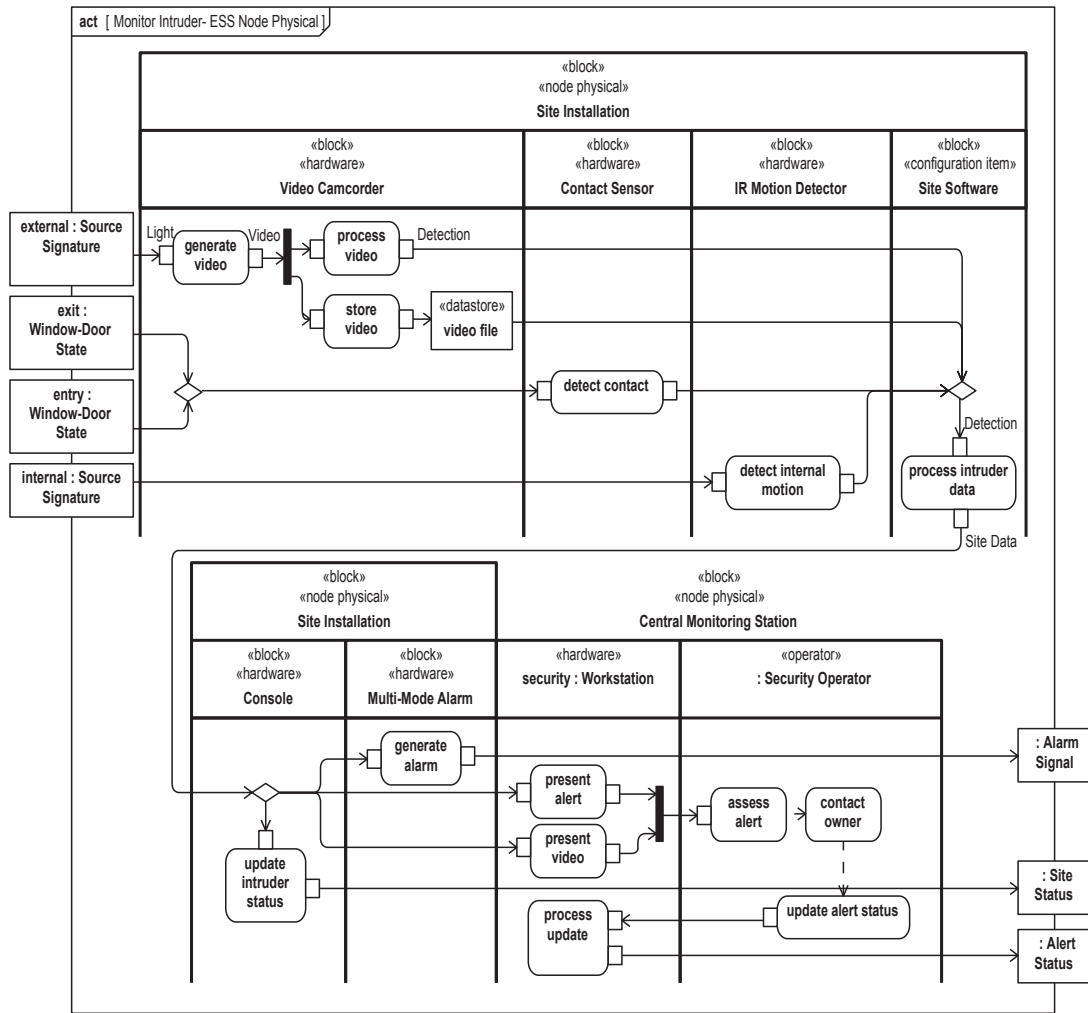 act [ Monitor Intruder- ESS Node Physical ]
«block»
«node physical»
Site Installation
«block»
«hardware»
Video Camcorder
«block»
«hardware»
Contact Sensor
«block»
«hardware»
IR Motion Detector
«block»
«configuration item»
Site Software
external : Source
Signature
Light
generate
video
Video
process
video
Detection
store
video
«datastore»
video file
exit :
Window-Door
State
entry :
Window-Door
State
detect contact
internal : Source
Signature
detect internal
motion
Detection
process intruder
data
Site Data
«block»
«node physical»
Site Installation
«block»
«node physical»
Central Monitoring Station
«block»
«hardware»
Console
«block»
«hardware»
Multi-Mode Alarm
«hardware»
security : Workstation
«operator»
: Security Operator
generate
alarm
: Alarm
Signal
present
alert
assess
alert
contact
owner
present
video
update
intruder
status
: Site
Status
process
update
update alert status
: Alert
Status